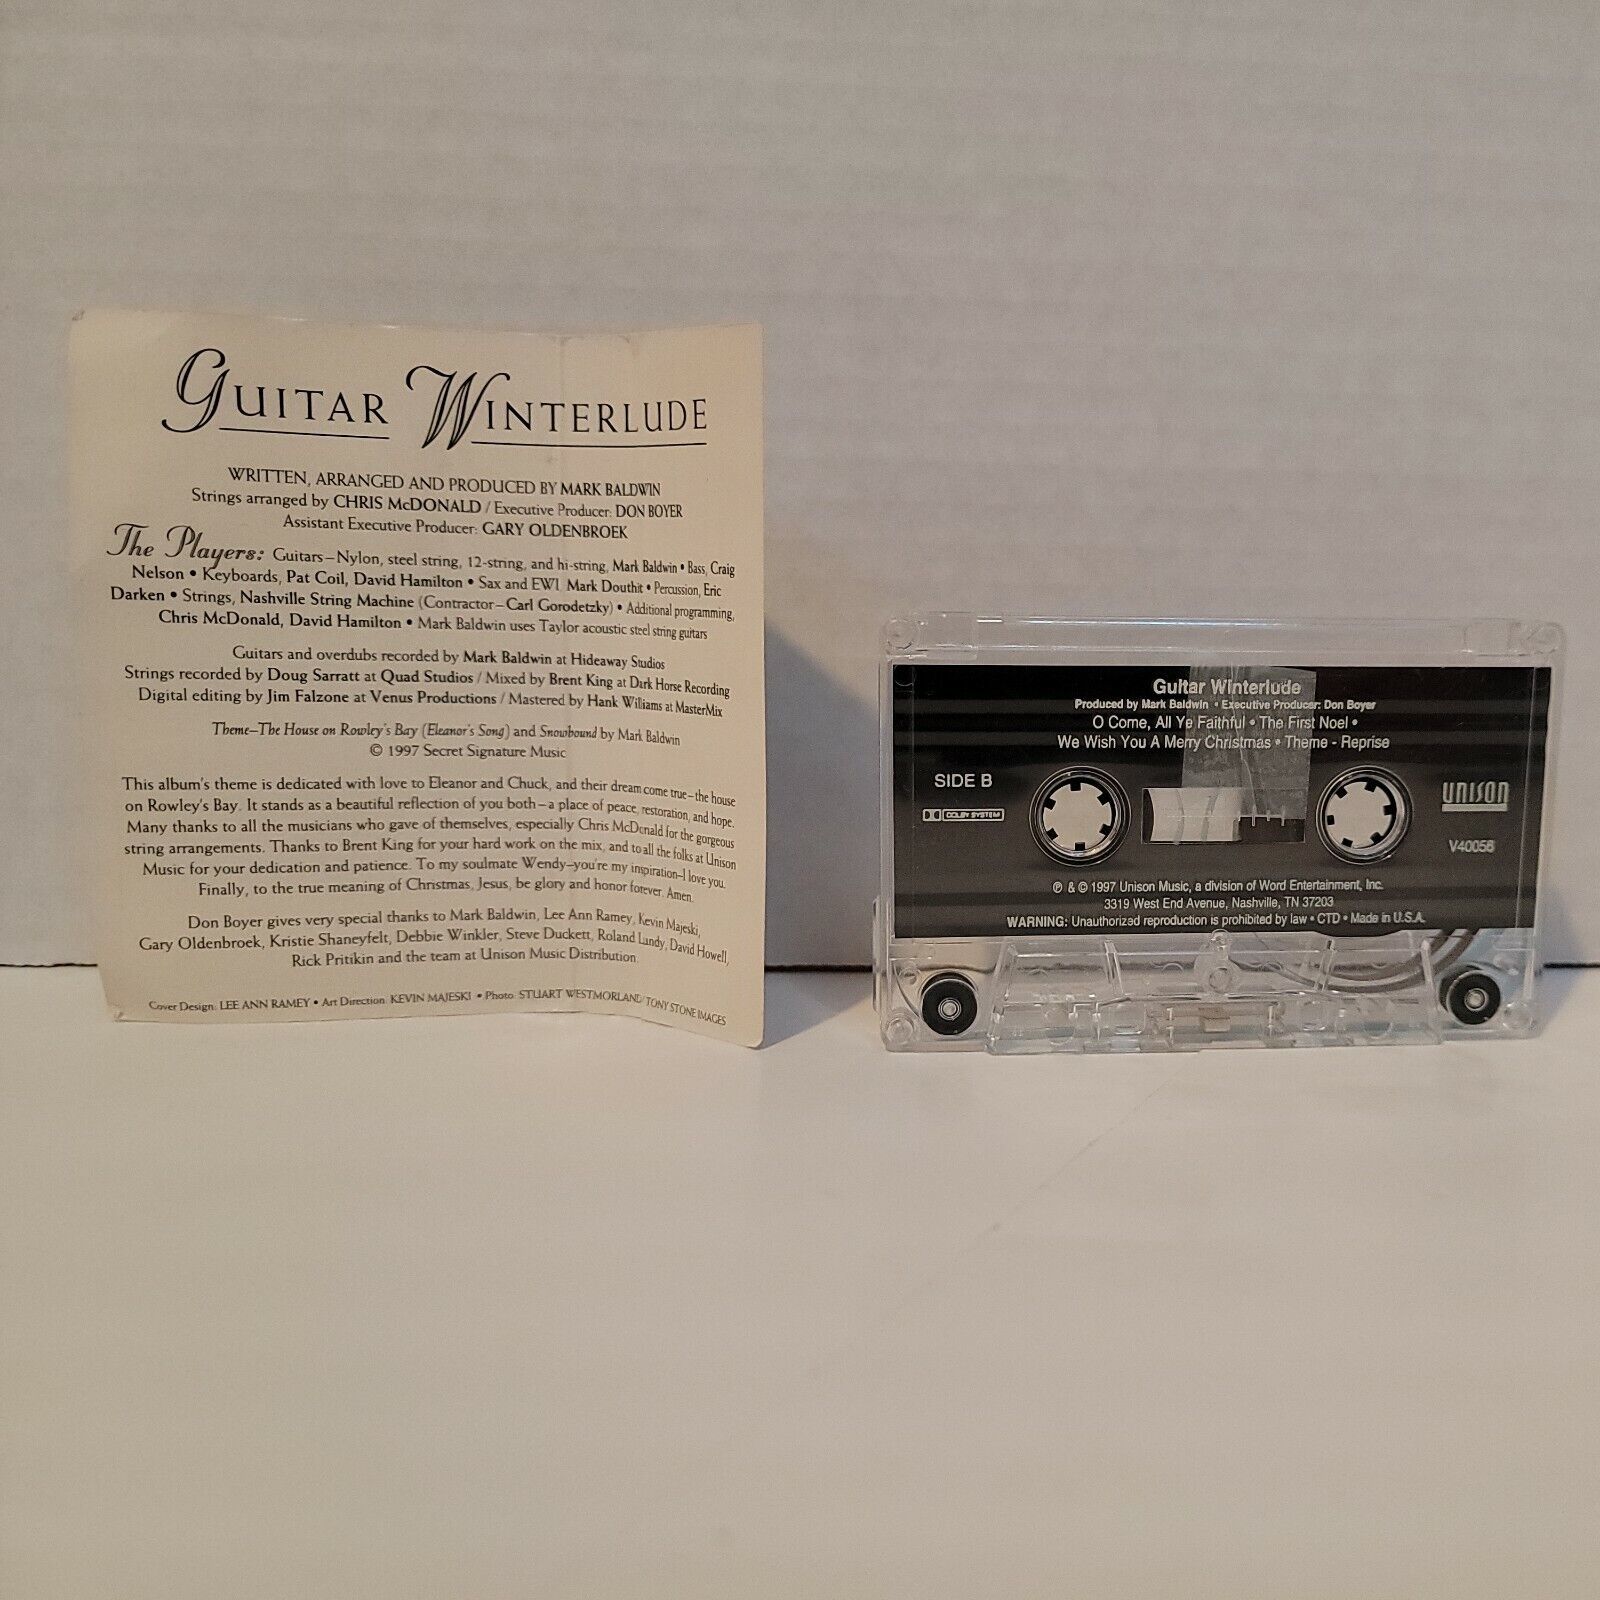 GUITAR WINTERLUDE
WRITTEN, ARRANGED AND PRODUCED BY MARK BALDWIN
Strings arranged by CHRIS McDONALD / Executive Producer: DON BOYER
Assistant Executive Producer: GARY OLDENBROEK
The Players: Guitars–Nylon, steel string, 12-string, and hi-string, Mark Baldwin • Bass, Craig
Nelson • Keyboards, Pat Coil, David Hamilton • Sax and EWI Mark Douthit • Percussion, Eric
Darken • Strings, Nashville String Machine (Contractor–Carl Gorodetzky) • Additional programming,
Chris McDonald, David Hamilton • Mark Baldwin uses Taylor acoustic steel string guitars
Guitars and overdubs recorded by Mark Baldwin at Hideaway Studios
Strings recorded by Doug Sarratt at Quad Studios / Mixed by Brent King at Dark Horse Recording
Digital editing by Jim Falzone at Venus Productions / Mastered by Hank Williams at MasterMix
Theme–The House on Rowley's Bay (Eleanor's Song) and Snowbound by Mark Baldwin
© 1997 Secret Signature Music
This album's theme is dedicated with love to Eleanor and Chuck, and their dream come true–the house
on Rowley's Bay. It stands as a beautiful reflection of you both–a place of peace, restoration, and hope.
Many thanks to all the musicians who gave of themselves, especially Chris McDonald for the gorgeous
string arrangements. Thanks to Brent King for your hard work on the mix, and to all the folks at Unison
Music for your dedication and patience. To my soulmate Wendy–you're my inspiration–I love you.
Finally, to the true meaning of Christmas, Jesus, be glory and honor forever. Amen.
Don Boyer gives very special thanks to Mark Baldwin, Lee Ann Ramey, Kevin Majeski,
Gary Oldenbroek, Kristie Shaneyfelt, Debbie Winkler, Steve Duckett, Roland Lundy, David Howell,
Rick Pritikin and the team at Unison Music Distribution.
Cover Design: LEE ANN RAMEY • Art Direction: KEVIN MAJESKI • Photo: STUART WESTMORLAND/TONY STONE IMAGES
Guitar Winterlude
Produced by Mark Baldwin • Executive Producer: Don Boyer
O Come, All Ye Faithful • The First Noel •
We Wish You A Merry Christmas • Theme - Reprise
SIDE B
DOLBY SYSTEM
UNISON
V40056
℗ & © 1997 Unison Music, a division of Word Entertainment, Inc.
3319 West End Avenue, Nashville, TN 37203
WARNING: Unauthorized reproduction is prohibited by law • CTD • Made in U.S.A.